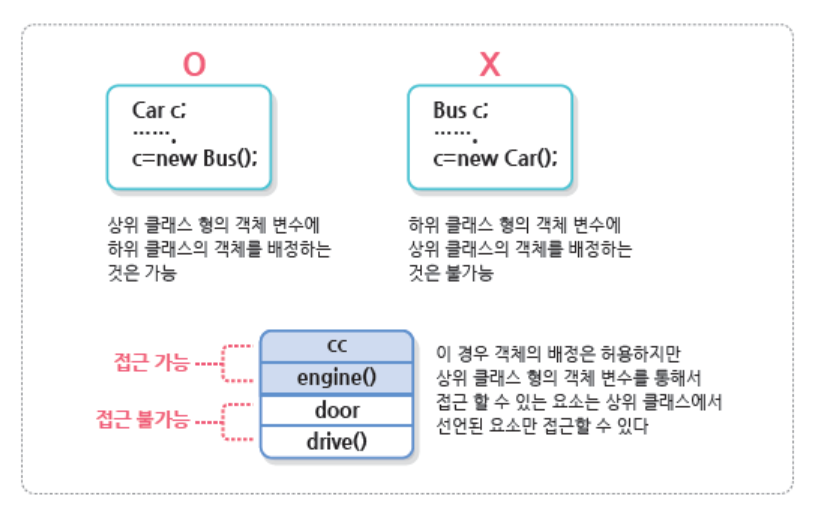 O
Car c;
…….
c=new Bus();
상위 클래스 형의 객체 변수에
하위 클래스의 객체를 배정하는
것은 가능
X
Bus c;
…….
c=new Car();
하위 클래스 형의 객체 변수에
상위 클래스의 객체를 배정하는
것은 불가능
접근 가능
접근 불가능
cc
engine()
door
drive()
이 경우 객체의 배정은 허용하지만
상위 클래스 형의 객체 변수를 통해서
접근 할 수 있는 요소는 상위 클래스에서
선언된 요소만 접근할 수 있다